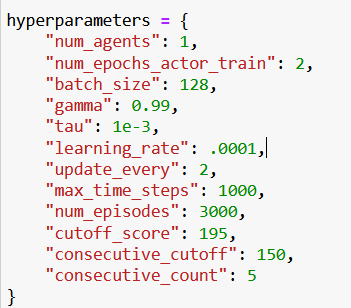 hyperparameters = {
    "num_agents": 1,
    "num_epochs_actor_train": 2,
    "batch_size": 128,
    "gamma": 0.99,
    "tau": 1e-3,
    "learning_rate": .0001,
    "update_every": 2,
    "max_time_steps": 1000,
    "num_episodes": 3000,
    "cutoff_score": 195,
    "consecutive_cutoff": 150,
    "consecutive_count": 5
}